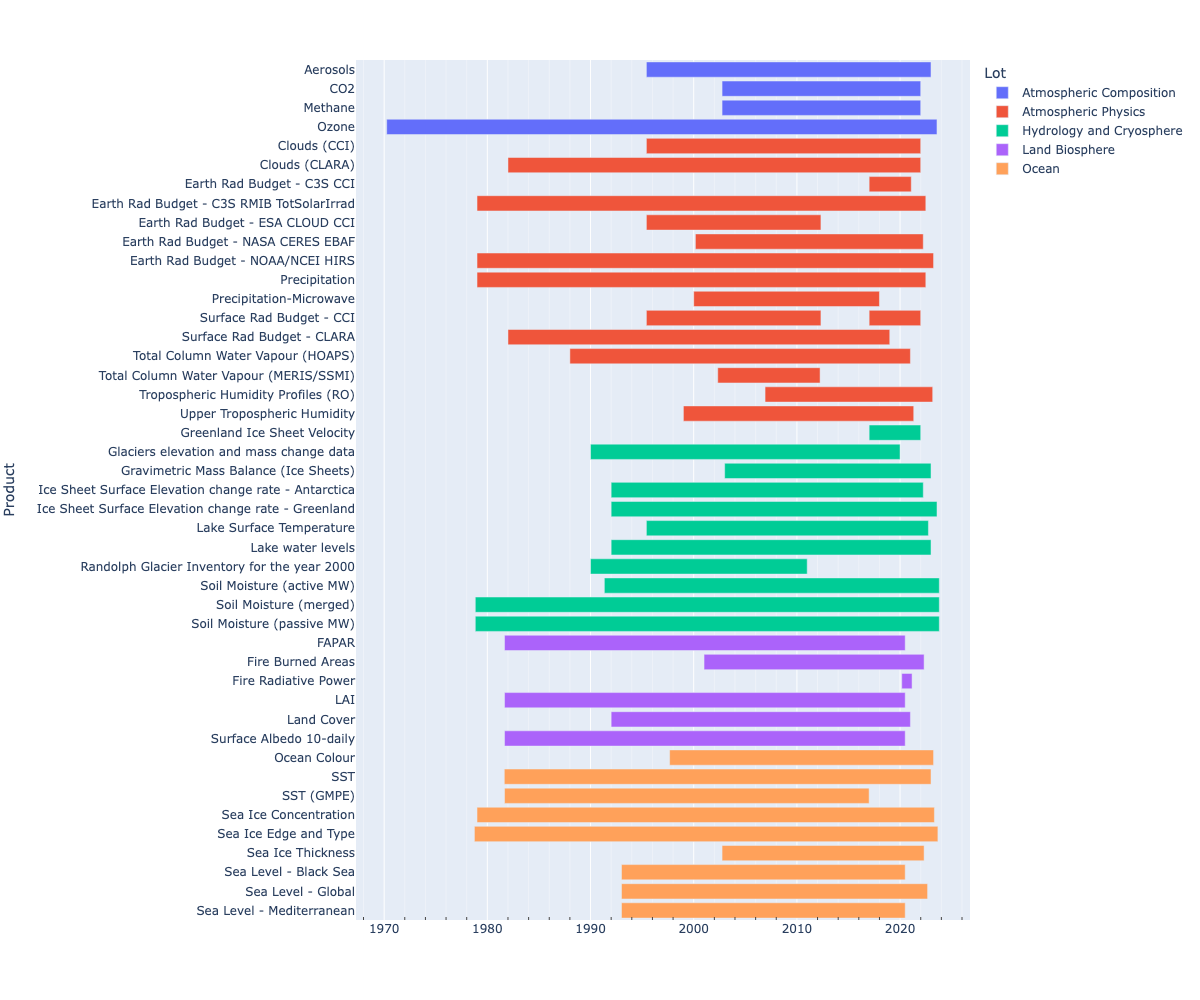 Aerosols
CO2
Methane
Ozone
Clouds (CCI)
Clouds (CLARA)
Earth Rad Budget - C3S CCI
Earth Rad Budget - C3S RMIB TotSolarIrrad
Earth Rad Budget - ESA CLOUD CCI
Earth Rad Budget - NASA CERES EBAF
Earth Rad Budget - NOAA/NCEI HIRS
Precipitation
Precipitation-Microwave
Surface Rad Budget - CCI
Surface Rad Budget - CLARA
Total Column Water Vapour (HOAPS)
Total Column Water Vapour (MERIS/SSMI)
Tropospheric Humidity Profiles (RO)
Upper Tropospheric Humidity
Greenland Ice Sheet Velocity
Glaciers elevation and mass change data
Gravimetric Mass Balance (Ice Sheets)
Ice Sheet Surface Elevation change rate - Antarctica
Ice Sheet Surface Elevation change rate - Greenland
Lake Surface Temperature
Lake water levels
Randolph Glacier Inventory for the year 2000
Soil Moisture (active MW)
Soil Moisture (merged)
Soil Moisture (passive MW)
FAPAR
Fire Burned Areas
Fire Radiative Power
LAI
Land Cover
Surface Albedo 10-daily
Ocean Colour
SST
SST (GMPE)
Sea Ice Concentration
Sea Ice Edge and Type
Sea Ice Thickness
Sea Level - Black Sea
Sea Level - Global
Sea Level - Mediterranean
Product
1970 1980 1990 2000 2010 2020
Lot
Atmospheric Composition
Atmospheric Physics
Hydrology and Cryosphere
Land Biosphere
Ocean